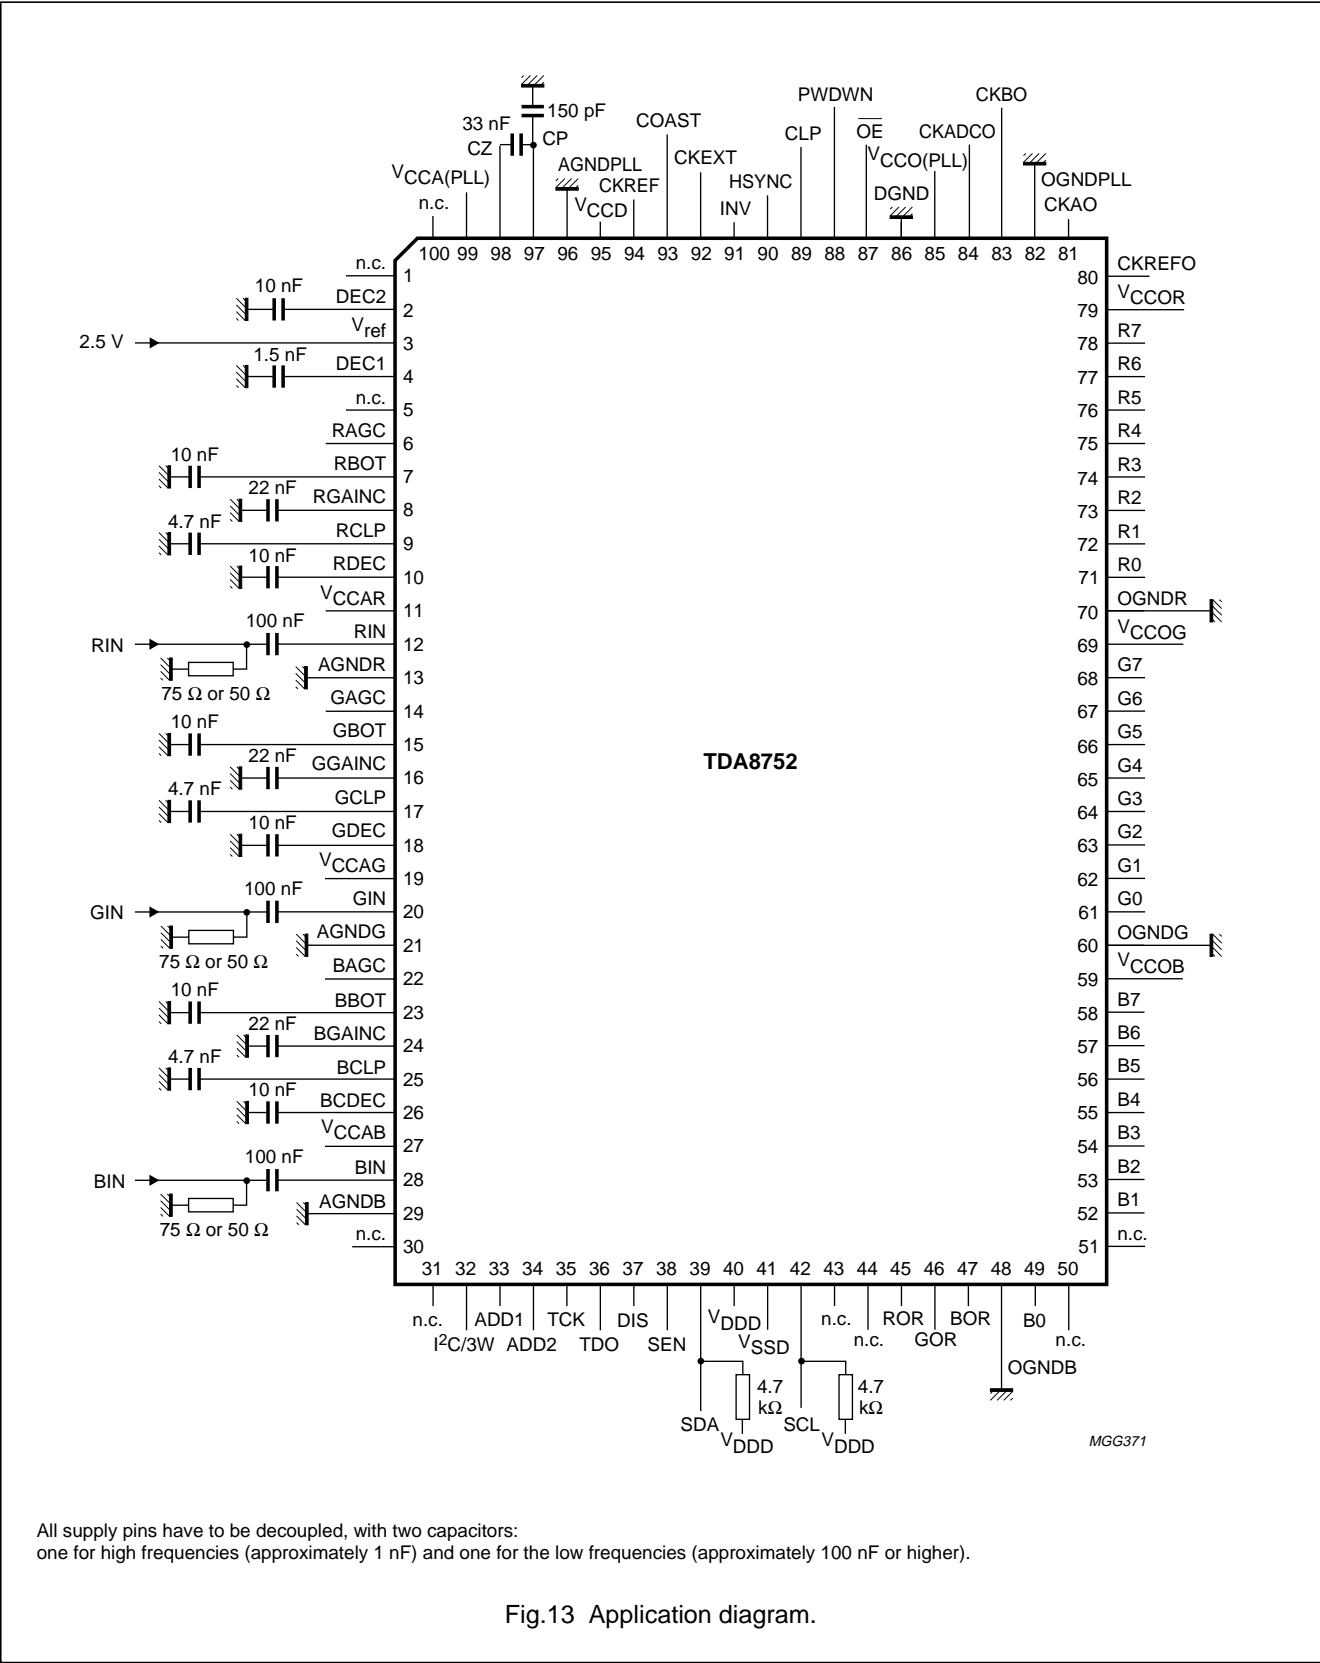 150 pF
33 nF
CZ
CP
VCCA(PLL)
n.c.
AGNDPLL
VCCD
CKREF
COAST
CKEXT
INV
HSYNC
CLP
PWDWN
OE
VCCO(PLL)
DGND
CKADCO
CKBO
OGNDPLL
CKAO
100 99 98 97 96 95 94 93 92 91 90 89 88 87 86 85 84 83 82 81
n.c. 1
10 nF DEC2 2
2.5 V Vref 3
1.5 nF DEC1 4
n.c. 5
RAGC 6
10 nF RBOT 7
22 nF RGAINC 8
4.7 nF RCLP 9
10 nF RDEC 10
VCCAR 11
RIN 100 nF RIN 12
75 Ω or 50 Ω
AGNDR 13
GAGC 14
10 nF GBOT 15
22 nF GGAINC 16
4.7 nF GCLP 17
10 nF GDEC 18
VCCAG 19
GIN 100 nF GIN 20
75 Ω or 50 Ω
AGNDG 21
BAGC 22
10 nF BBOT 23
22 nF BGAINC 24
4.7 nF BCLP 25
10 nF BCDEC 26
VCCAB 27
BIN 100 nF BIN 28
75 Ω or 50 Ω
AGNDB 29
n.c. 30
TDA8752
80 CKREFO
79 VCCOR
78 R7
77 R6
76 R5
75 R4
74 R3
73 R2
72 R1
71 R0
70 OGNDR
69 VCCOG
68 G7
67 G6
66 G5
65 G4
64 G3
63 G2
62 G1
61 G0
60 OGNDG
59 VCCOB
58 B7
57 B6
56 B5
55 B4
54 B3
53 B2
52 B1
51 n.c.
31 32 33 34 35 36 37 38 39 40 41 42 43 44 45 46 47 48 49 50
n.c.
I²C/3W
ADD1
ADD2
TCK
TDO
DIS
SEN
VDDD
VSSD
n.c.
n.c.
ROR
GOR
BOR
OGNDB
B0
n.c.
SDA
4.7 kΩ
VDDD
SCL
4.7 kΩ
VDDD
MGG371
All supply pins have to be decoupled, with two capacitors:
one for high frequencies (approximately 1 nF) and one for the low frequencies (approximately 100 nF or higher).
Fig.13 Application diagram.